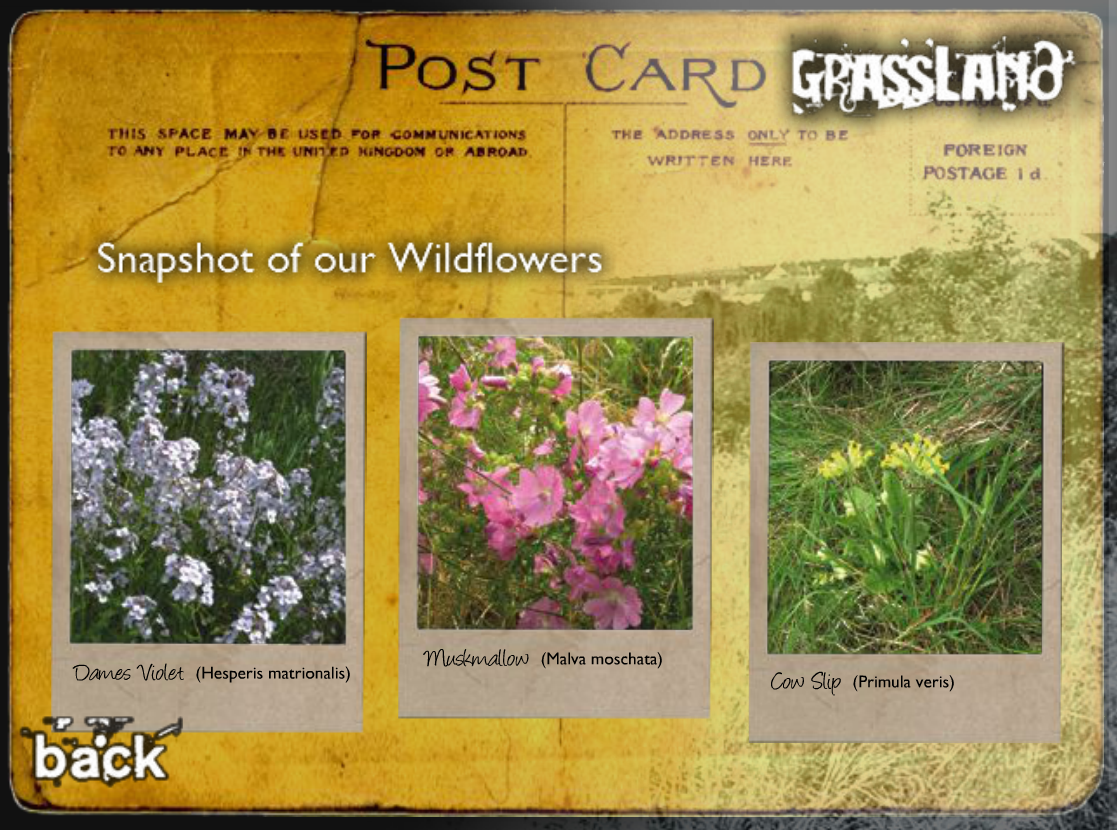 POST CARD
GRASSLAND
THIS SPACE MAY BE USED FOR COMMUNICATIONS
TO ANY PLACE IN THE UNITED KINGDOM OR ABROAD.
THE ADDRESS ONLY TO BE
WRITTEN HERE
FOREIGN
POSTAGE 1d.
Snapshot of our Wildflowers
Dames Violet (Hesperis matrionalis)
Muskmallow (Malva moschata)
Cow Slip (Primula veris)
back